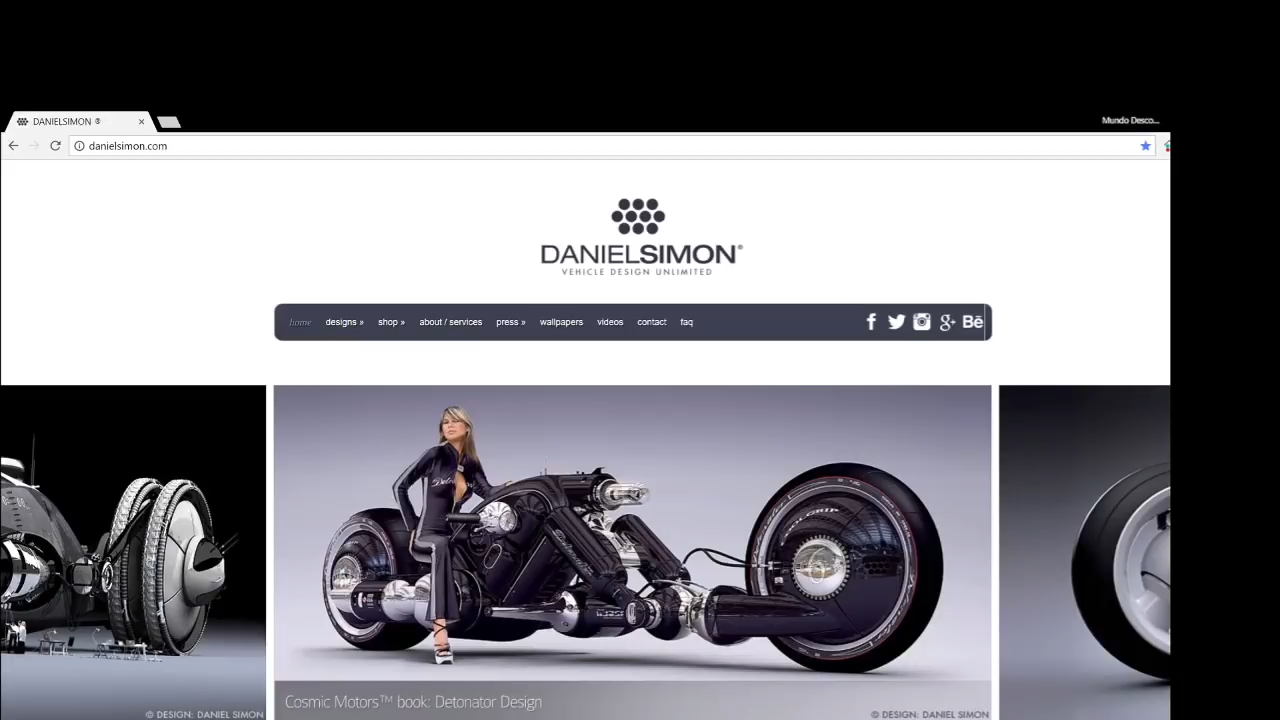 DANIELSIMON ®
Mundo Desco...
danielsimon.com
DANIELSIMON®
VEHICLE DESIGN UNLIMITED
home designs » shop » about / services press » wallpapers videos contact faq
Bē
Cosmic Motors™ book: Detonator Design
© DESIGN: DANIEL SIMON
© DESIGN: DANIEL SIMON